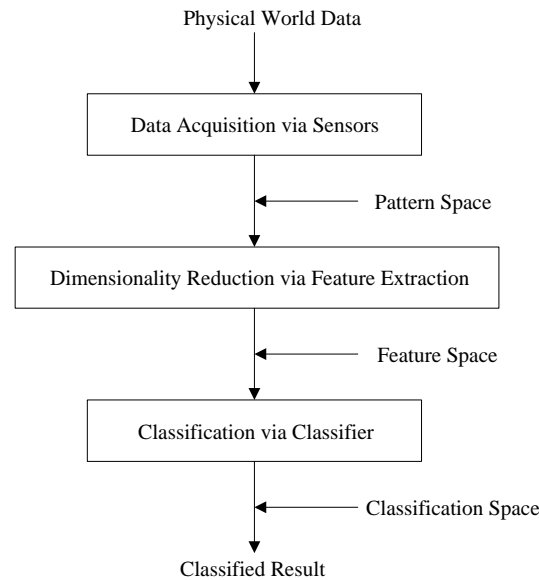 Physical World Data
Data Acquisition via Sensors
Pattern Space
Dimensionality Reduction via Feature Extraction
Feature Space
Classification via Classifier
Classification Space
Classified Result